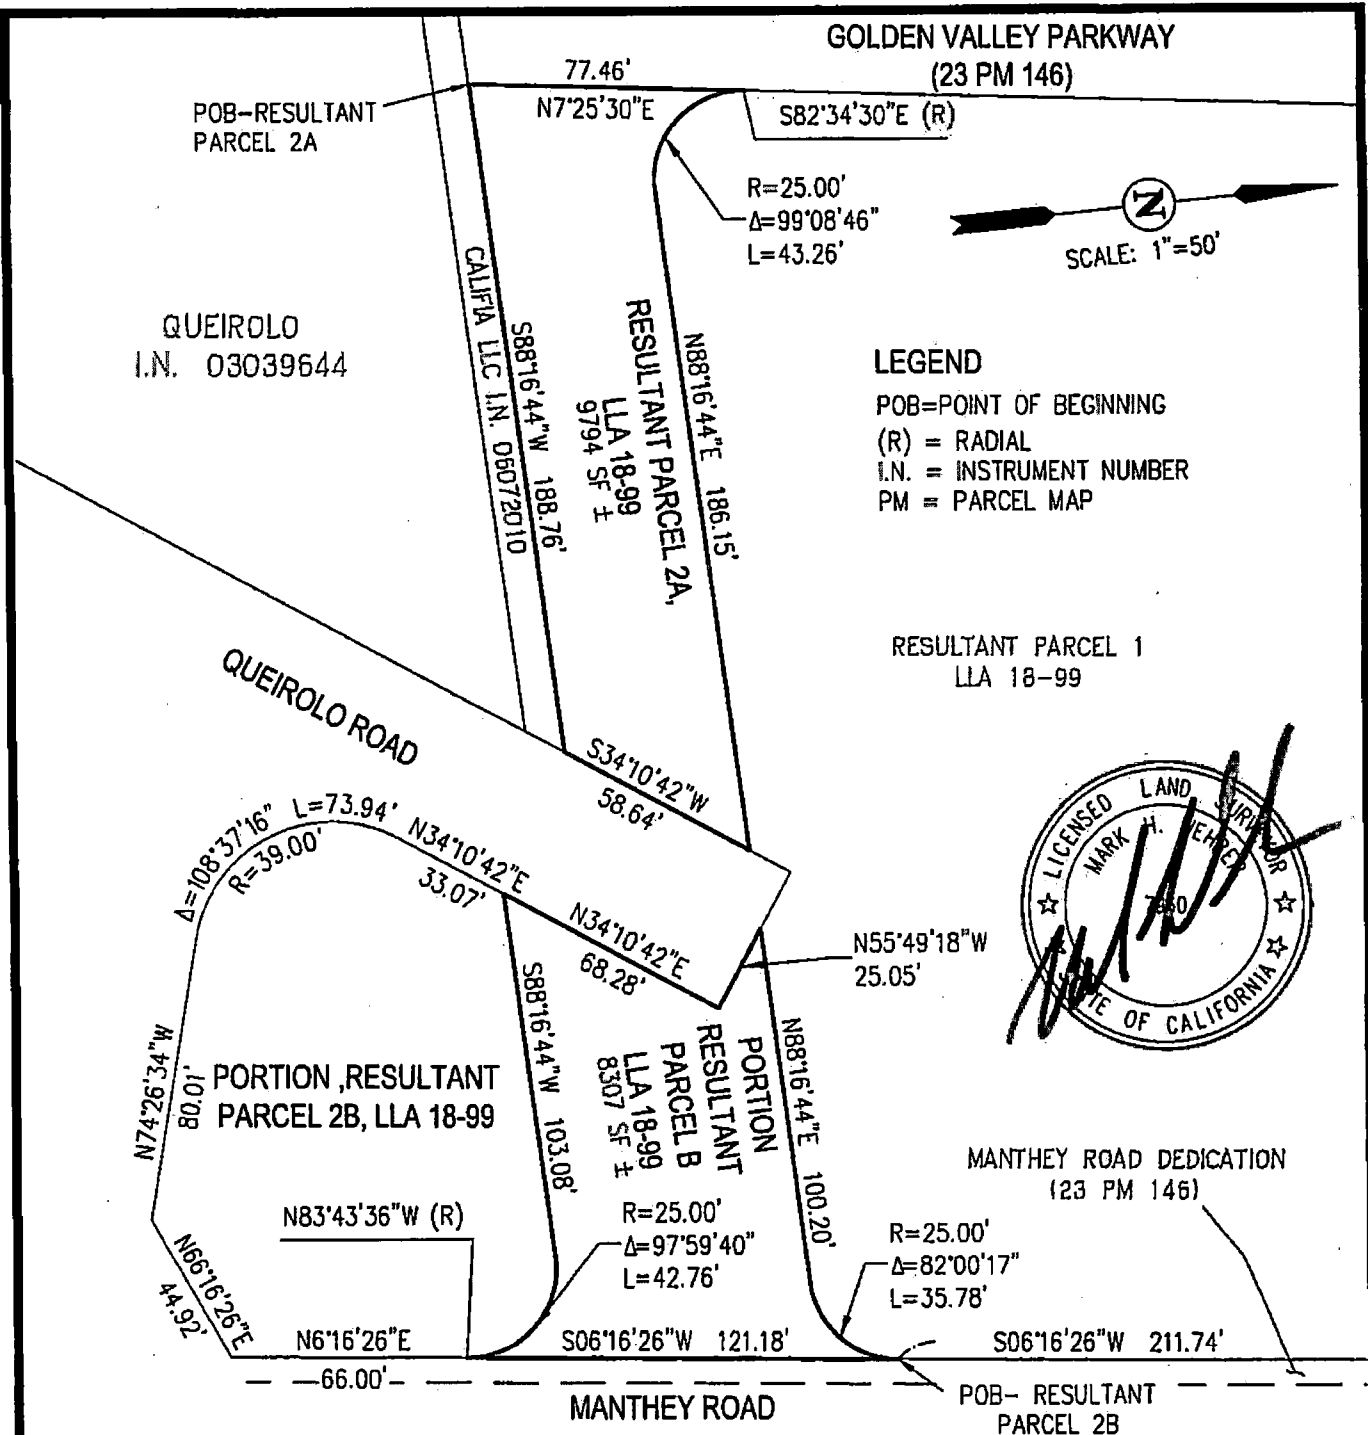 GOLDEN VALLEY PARKWAY
(23 PM 146)
77.46'
N7°25'30"E
S82°34'30"E (R)
POB-RESULTANT
PARCEL 2A
R=25.00'
Δ=99°08'46"
L=43.26'
N
SCALE: 1"=50'
QUEIROLO
I.N. 03039644
CALIFIA LLC I.N. 06072010
S88°16'44"W 188.76'
RESULTANT PARCEL 2A,
LLA 18-99
9794 SF ±
N88°16'44"E 186.15'
LEGEND
POB=POINT OF BEGINNING
(R) = RADIAL
I.N. = INSTRUMENT NUMBER
PM = PARCEL MAP
RESULTANT PARCEL 1
LLA 18-99
QUEIROLO ROAD
S34°10'42"W
58.64'
Δ=108°37'16" L=73.94'
R=39.00'
N34°10'42"E
33.07'
N34°10'42"E
68.28'
N55°49'18"W
25.05'
LICENSED LAND
MARK H.
STATE OF CALIFORNIA
N74°26'34"W
80.01'
PORTION ,RESULTANT
PARCEL 2B, LLA 18-99
S88°16'44"W 103.08'
PORTION
RESULTANT
PARCEL B
LLA 18-99
8307 SF ±
N88°16'44"E 100.20'
MANTHEY ROAD DEDICATION
(23 PM 146)
N83°43'36"W (R)
R=25.00'
Δ=97°59'40"
L=42.76'
R=25.00'
Δ=82°00'17"
L=35.78'
N66°16'26"E
44.92'
N6°16'26"E
66.00'
S06°16'26"W 121.18'
S06°16'26"W 211.74'
MANTHEY ROAD
POB- RESULTANT
PARCEL 2B